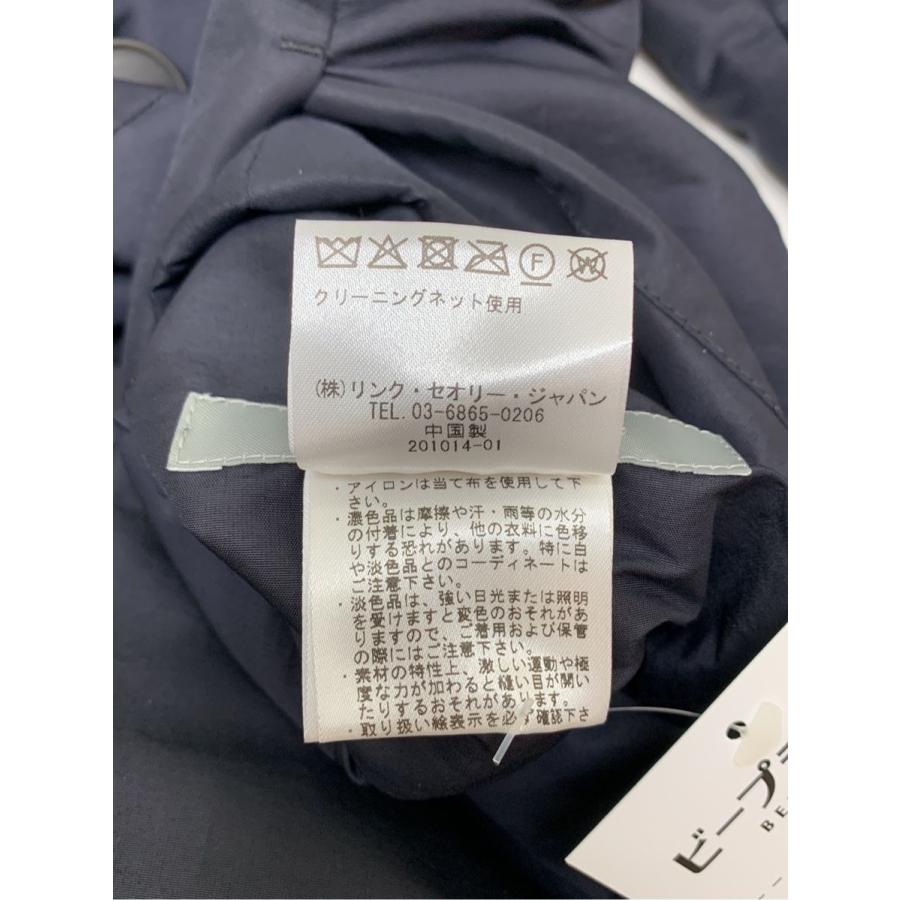 F
W
クリーニングネット使用
(株)リンク・セオリー・ジャパン
TEL. 03-6865-0206
中国製
201014-01
・アイロンは当て布を使用して下
さい。
・濃色品は摩擦や汗・雨等の水分
の付着により、他の衣料に色移
りする恐れがあります。特に白
や淡色品とのコーディネートは
ご注意下さい。
・淡色品は、強い日光または照明
を受けますと変色のおそれがあ
りますので、ご着用および保管
の際にはご注意下さい。
・素材の特性上、激しい運動や極
度な力が加わると縫い目が開い
たりするおそれがあります。
・取り扱い絵表示を必ず確認下さ
ビープラ
BE